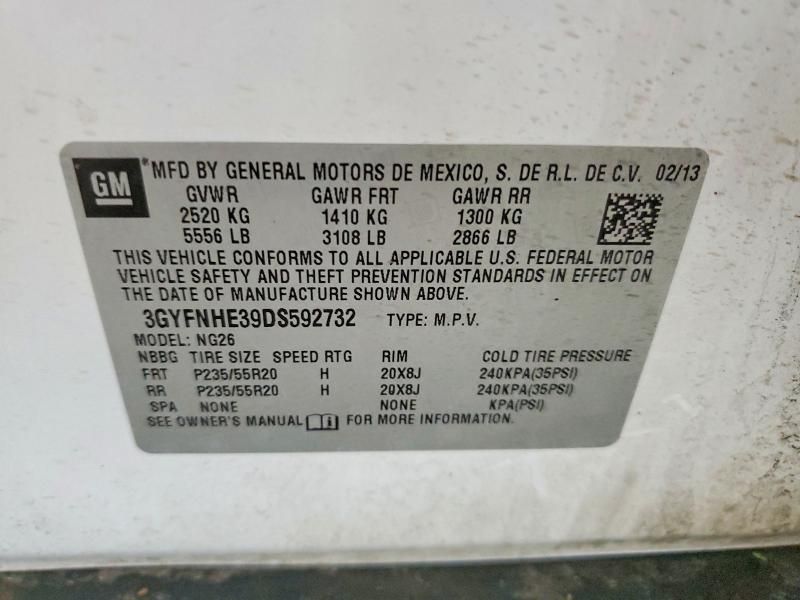 GM MFD BY GENERAL MOTORS DE MEXICO, S. DE R.L. DE C.V. 02/13
GVWR GAWR FRT GAWR RR
2520 KG 1410 KG 1300 KG
5556 LB 3108 LB 2866 LB
THIS VEHICLE CONFORMS TO ALL APPLICABLE U.S. FEDERAL MOTOR
VEHICLE SAFETY AND THEFT PREVENTION STANDARDS IN EFFECT ON
THE DATE OF MANUFACTURE SHOWN ABOVE.
3GYFNHE39DS592732 TYPE: M.P.V.
MODEL: NG26
NBBG TIRE SIZE SPEED RTG RIM COLD TIRE PRESSURE
FRT P235/55R20 H 20X8J 240KPA(35PSI)
RR P235/55R20 H 20X8J 240KPA(35PSI)
SPA NONE NONE KPA(PSI)
SEE OWNER'S MANUAL FOR MORE INFORMATION.